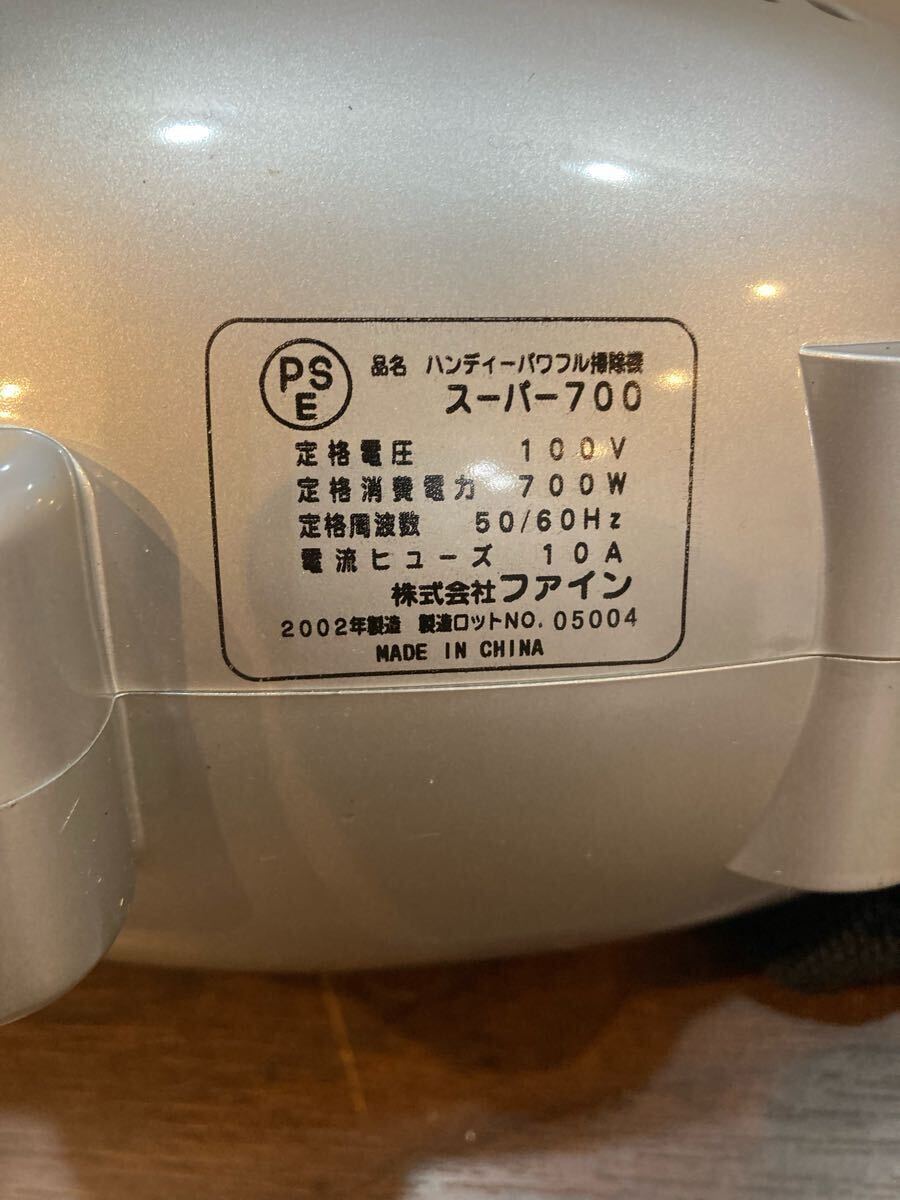 PSE
品名 ハンディーパワフル掃除機
スーパー700
定格電圧 100V
定格消費電力 700W
定格周波数 50/60Hz
電流ヒューズ 10A
株式会社ファイン
2002年製造 製造ロットNO. 05004
MADE IN CHINA